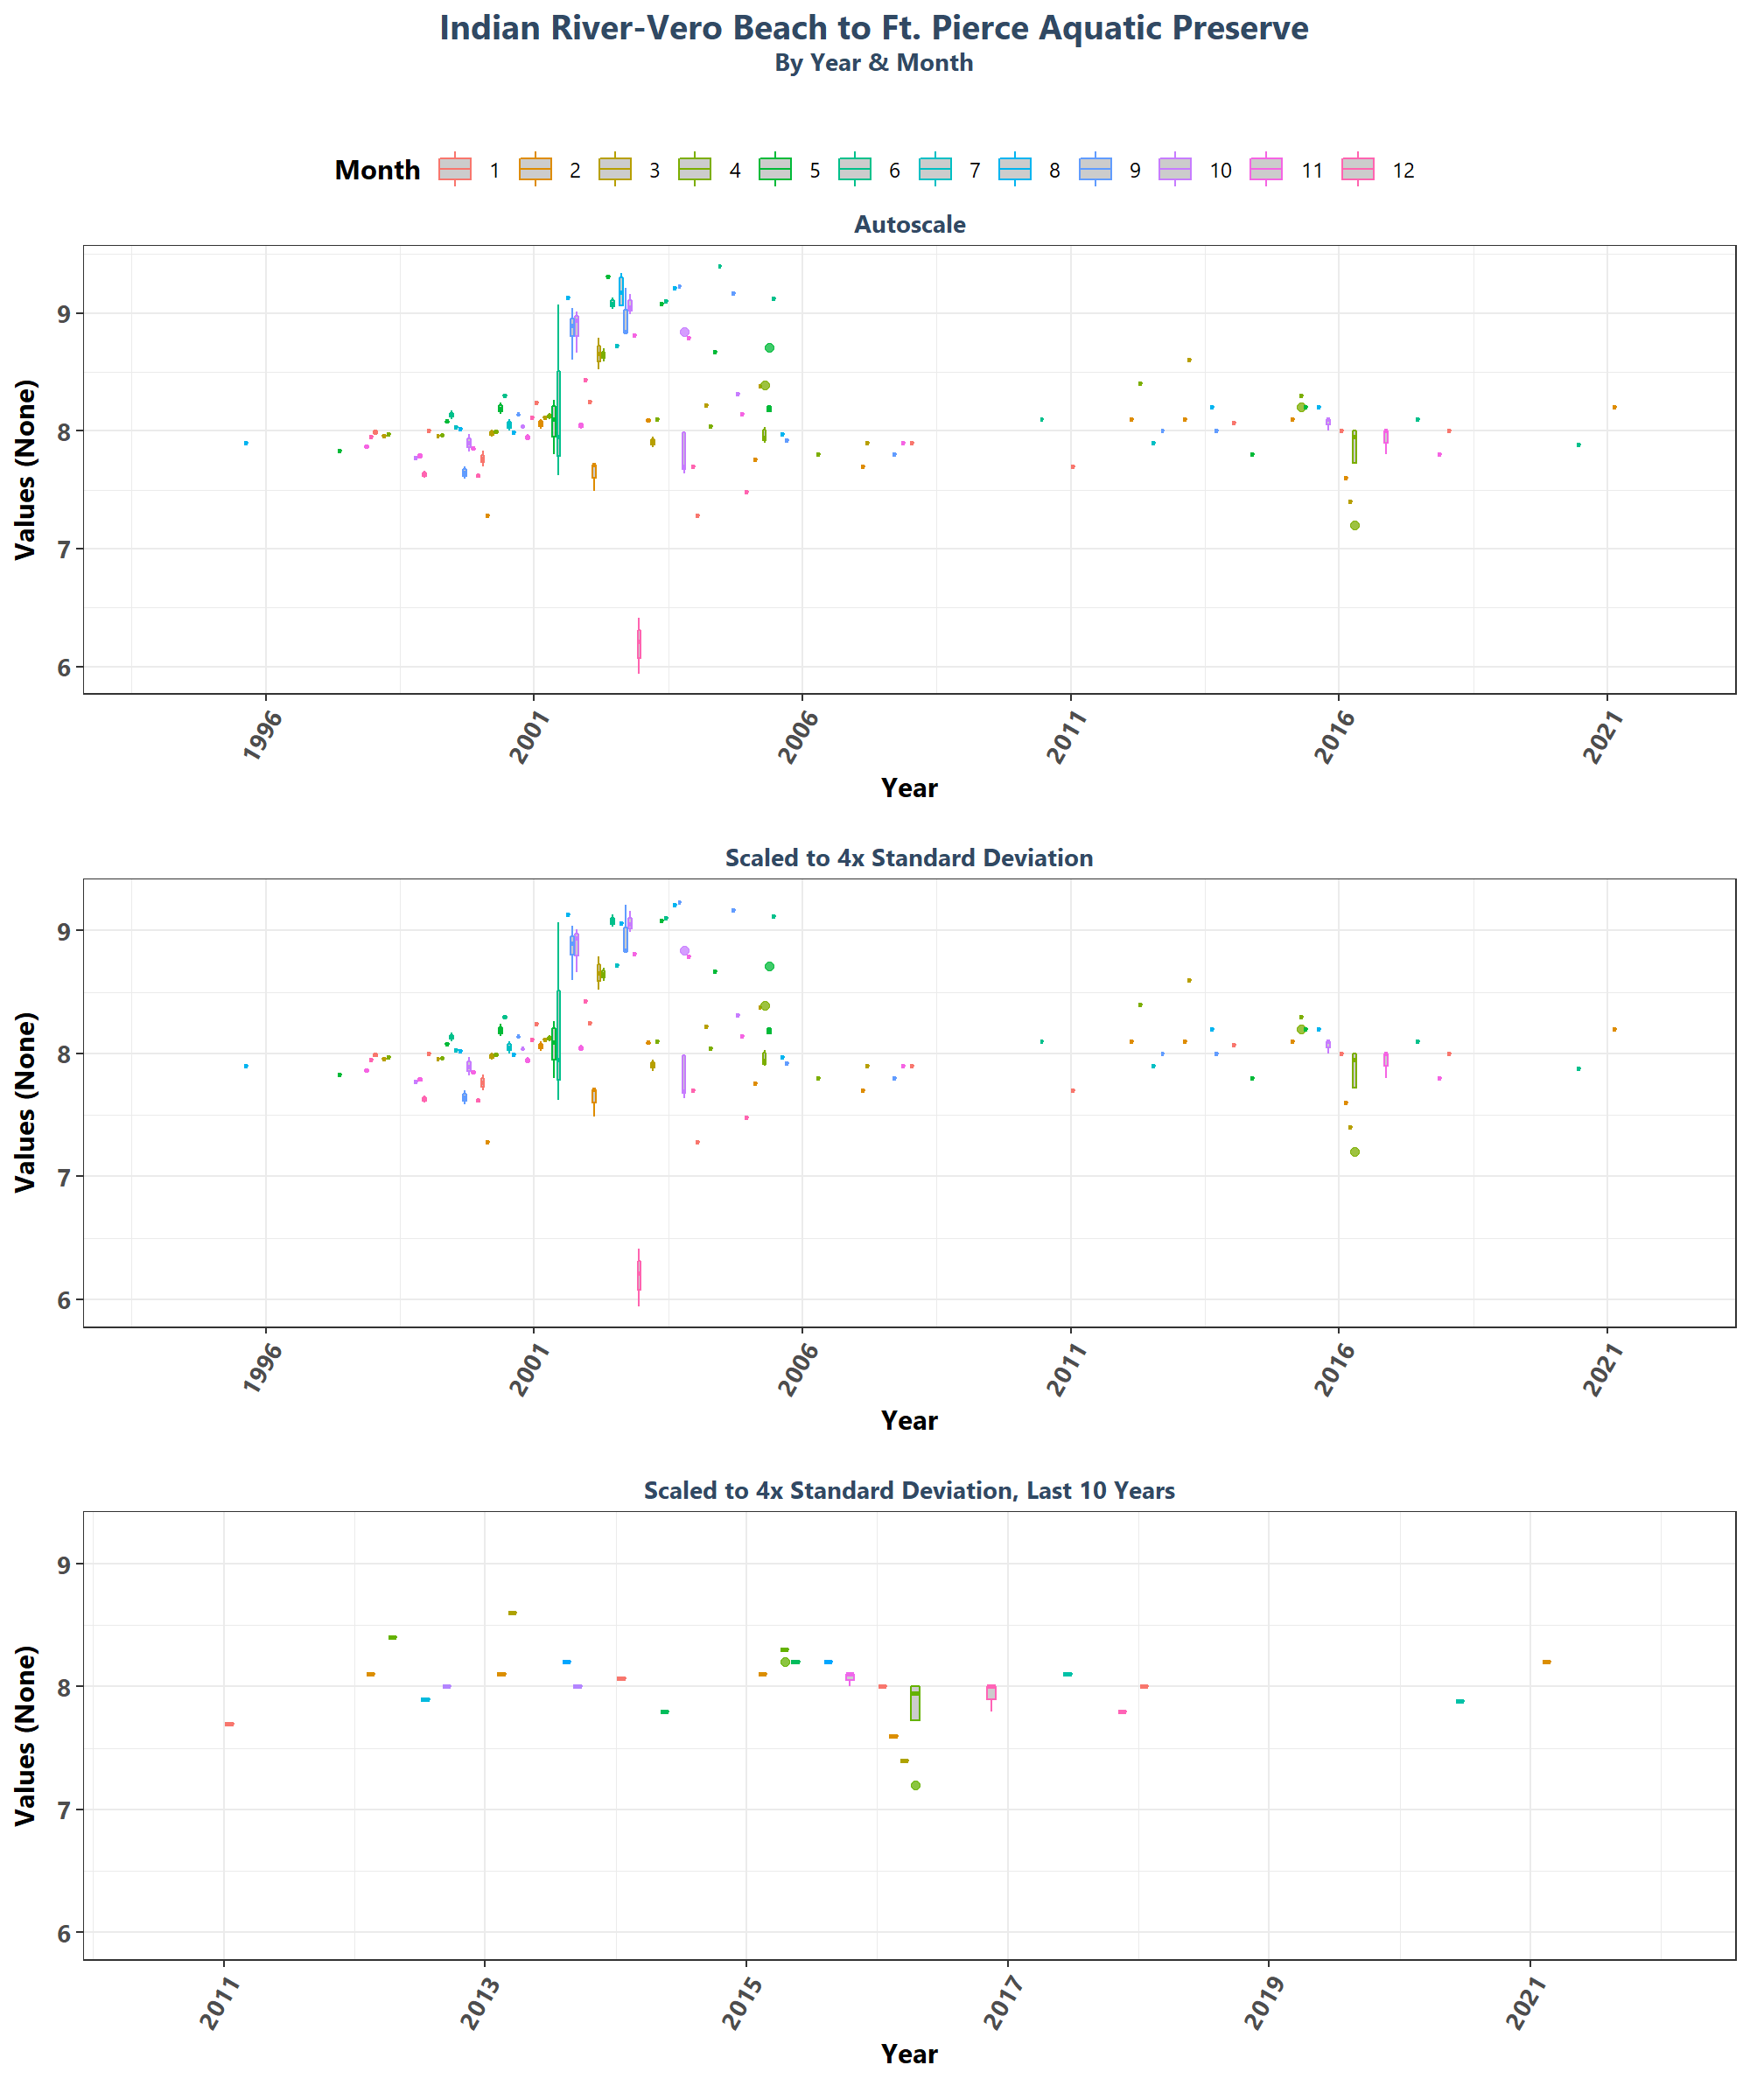 Indian River-Vero Beach to Ft. Pierce Aquatic Preserve
By Year & Month
Month 1 2 3 4 5 6 7 8 9 10 11 12
Autoscale
Values (None)
9
8
7
6
1996 2001 2006 2011 2016 2021
Year
Scaled to 4x Standard Deviation
Values (None)
9
8
7
6
1996 2001 2006 2011 2016 2021
Year
Scaled to 4x Standard Deviation, Last 10 Years
Values (None)
9
8
7
6
2011 2013 2015 2017 2019 2021
Year